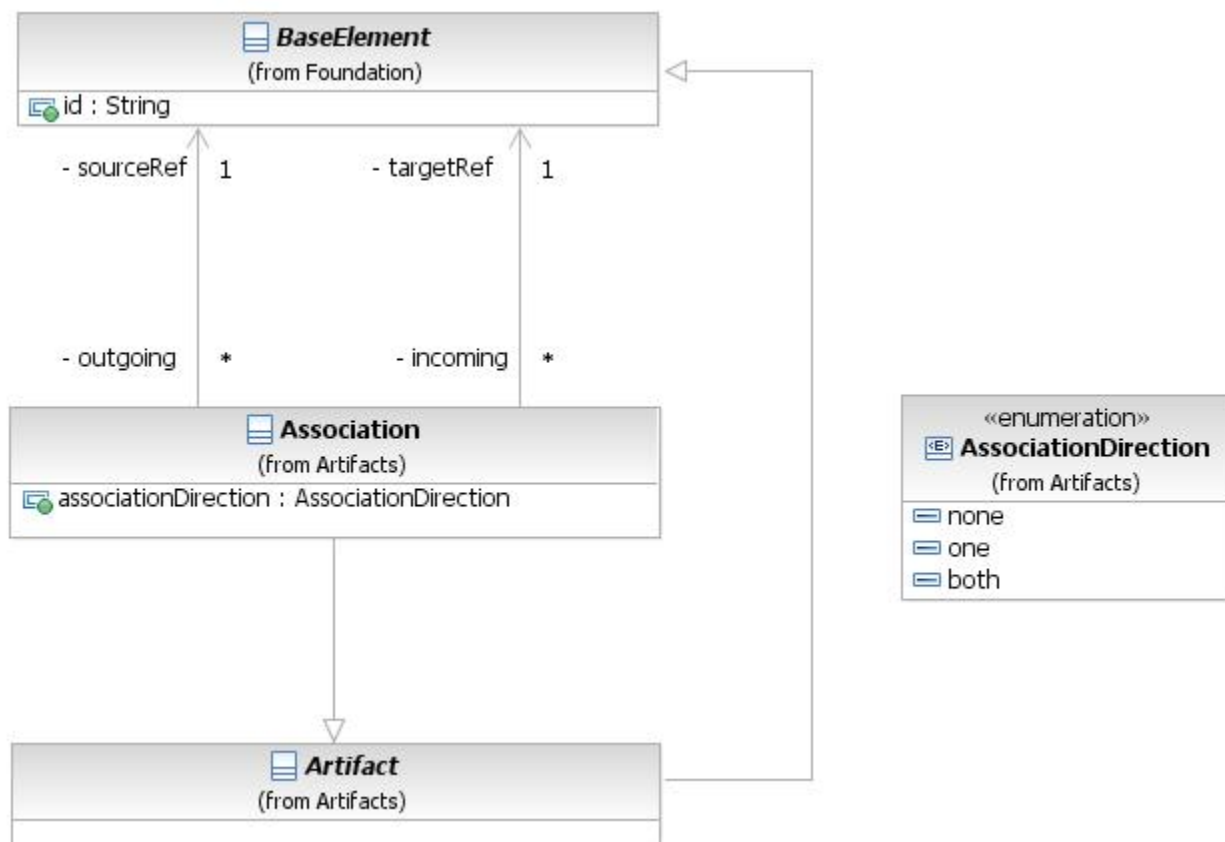 BaseElement
(from Foundation)
id : String
- sourceRef 1
- targetRef 1
- outgoing *
- incoming *
Association
(from Artifacts)
associationDirection : AssociationDirection
«enumeration»
<E> AssociationDirection
(from Artifacts)
none
one
both
Artifact
(from Artifacts)